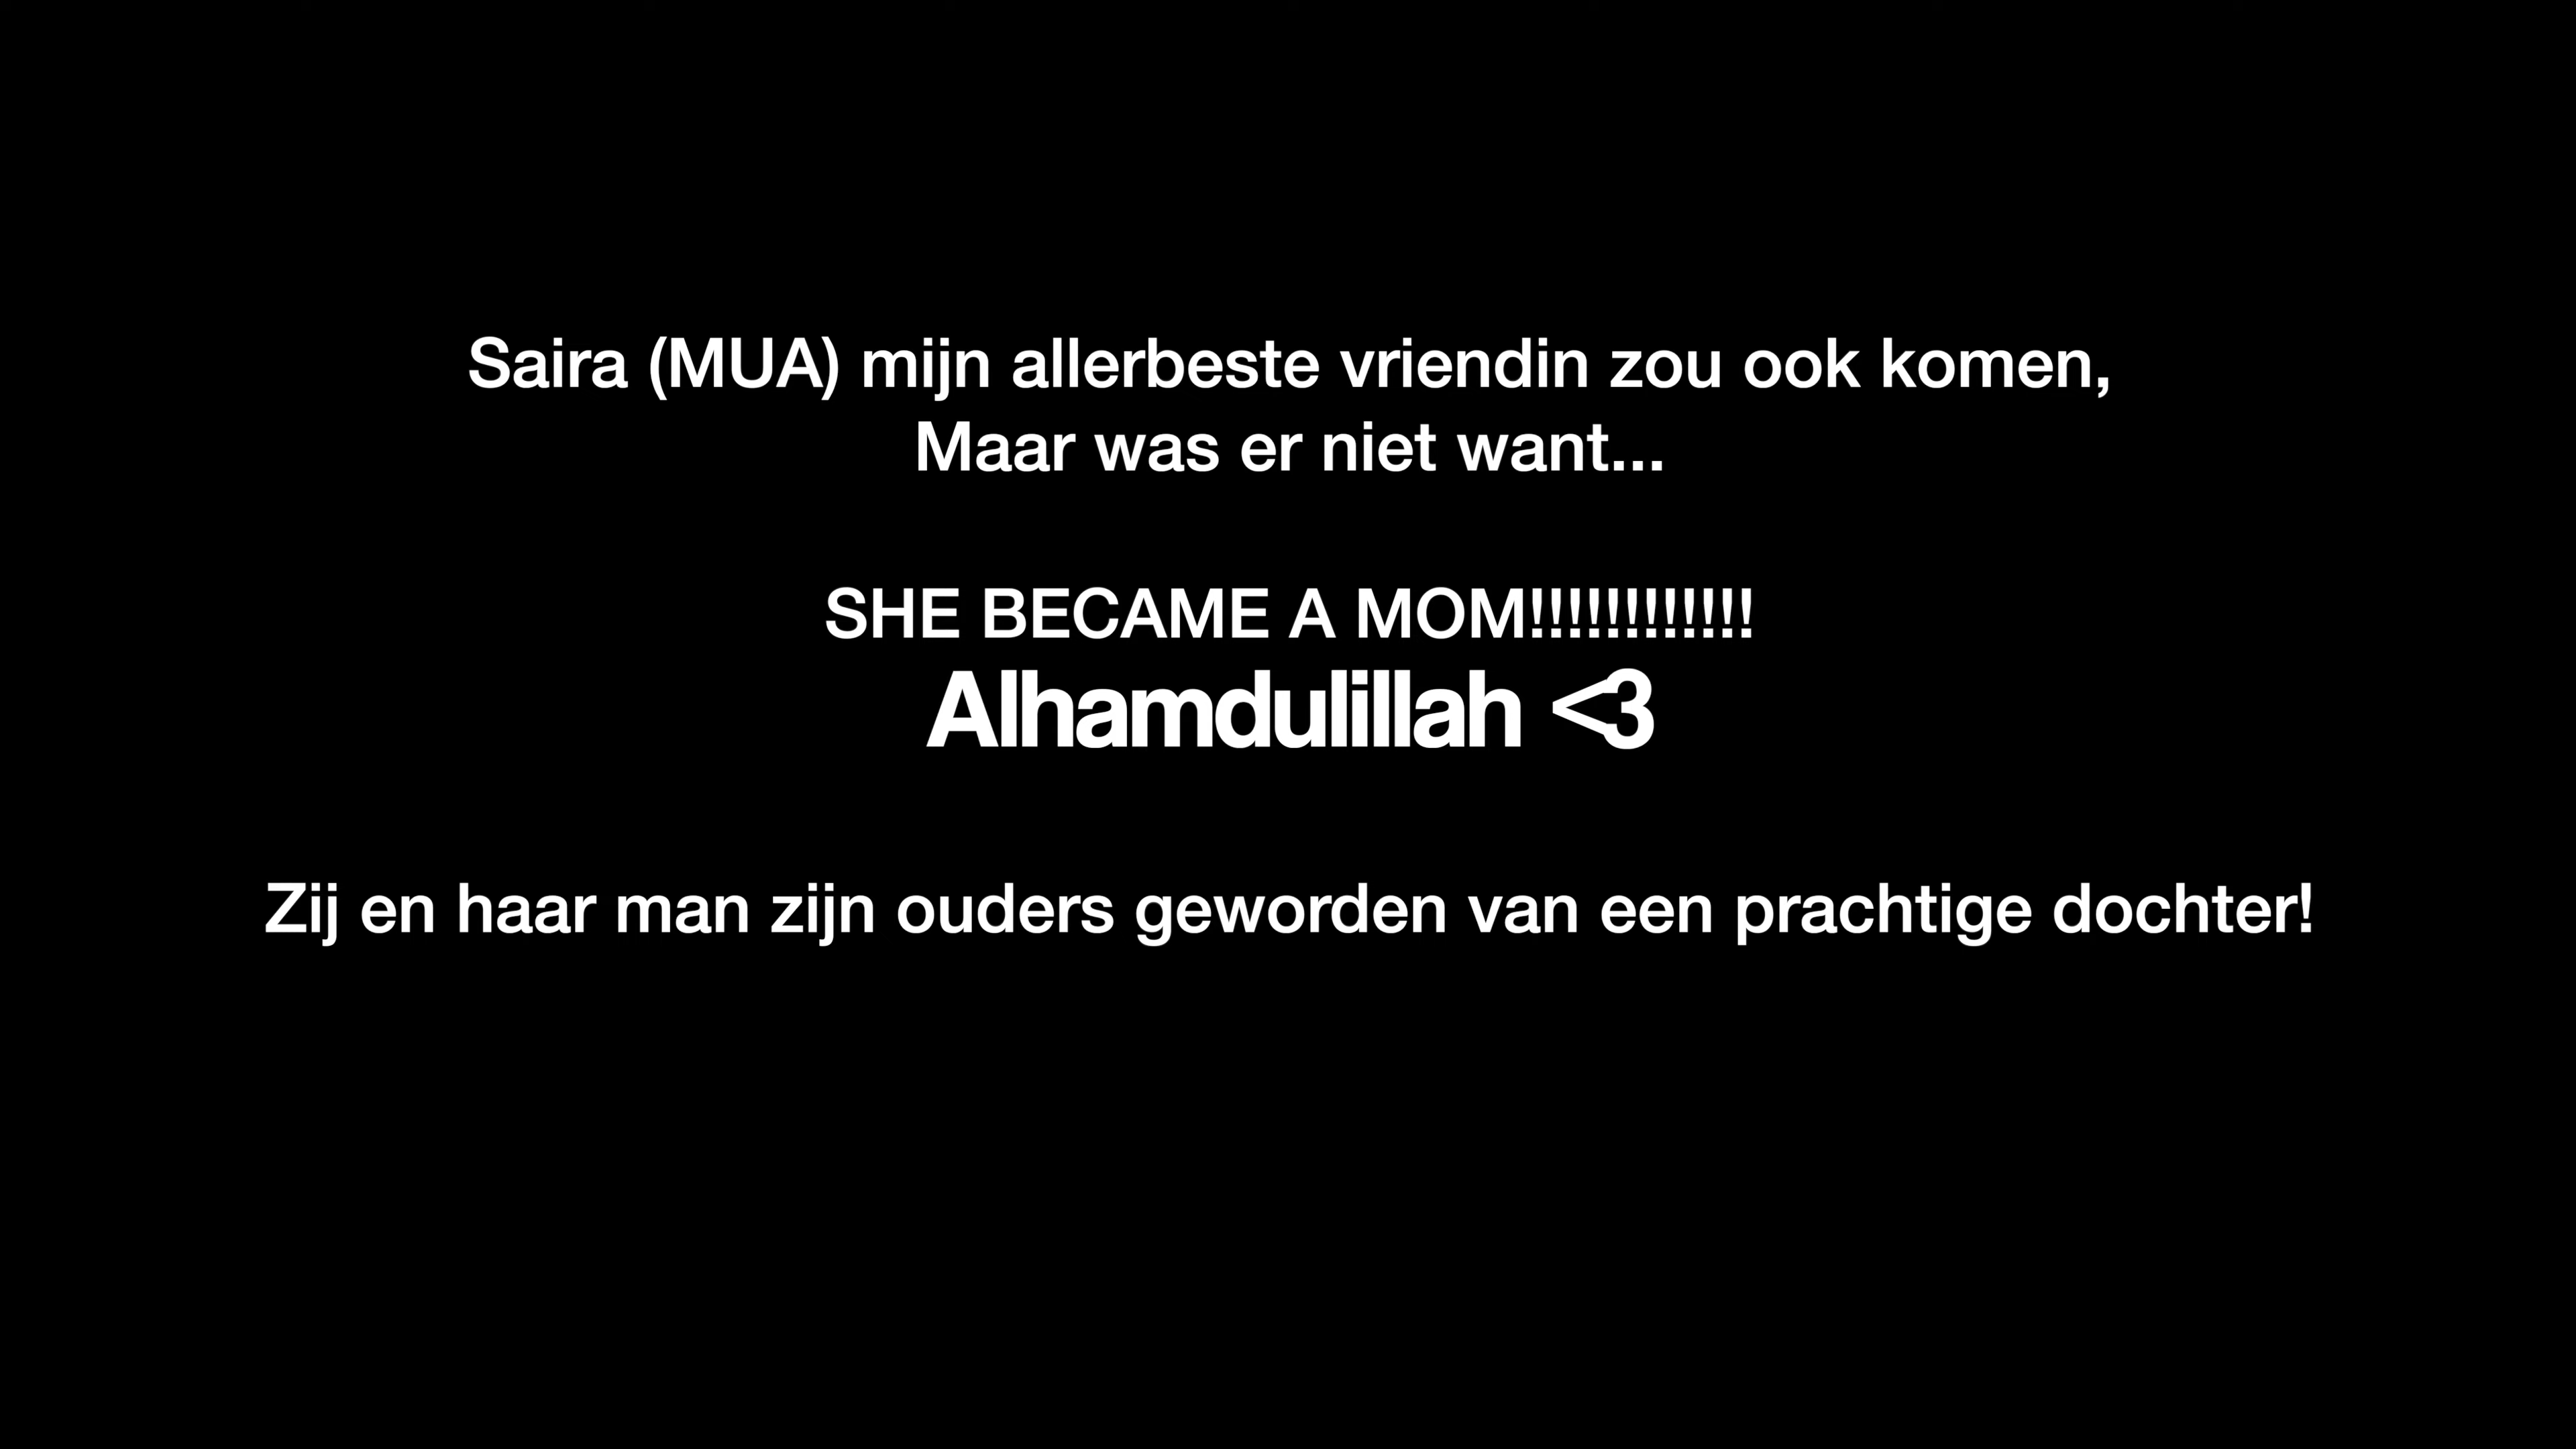 Saira (MUA) mijn allerbeste vriendin zou ook komen,
Maar was er niet want...
SHE BECAME A MOM!!!!!!!!!!!!
Alhamdulillah <3
Zij en haar man zijn ouders geworden van een prachtige dochter!